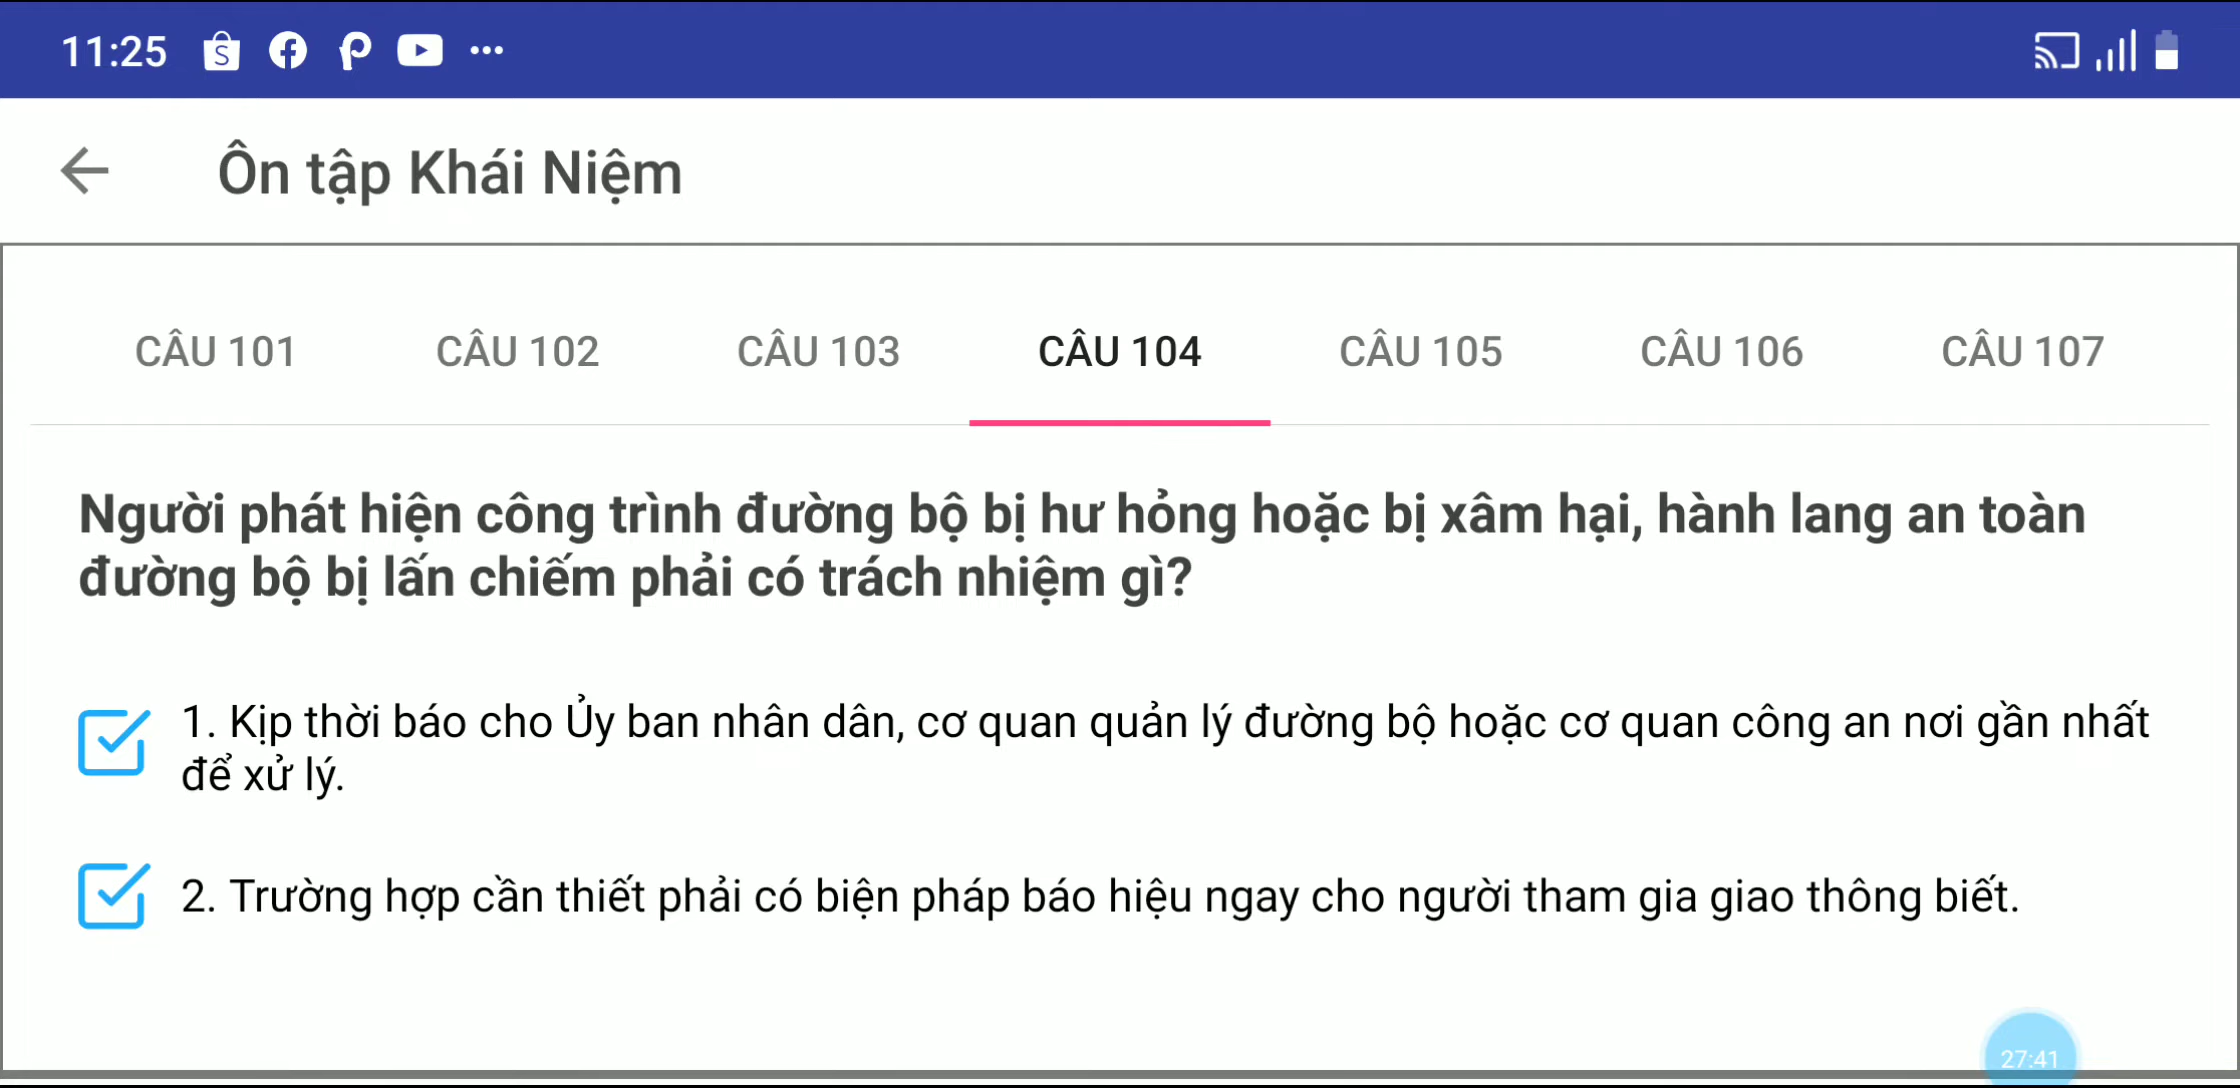 11:25
Ôn tập Khái Niệm
CÂU 101 CÂU 102 CÂU 103 CÂU 104 CÂU 105 CÂU 106 CÂU 107
Người phát hiện công trình đường bộ bị hư hỏng hoặc bị xâm hại, hành lang an toàn
đường bộ bị lấn chiếm phải có trách nhiệm gì?
1. Kịp thời báo cho Ủy ban nhân dân, cơ quan quản lý đường bộ hoặc cơ quan công an nơi gần nhất
để xử lý.
2. Trường hợp cần thiết phải có biện pháp báo hiệu ngay cho người tham gia giao thông biết.
27:41